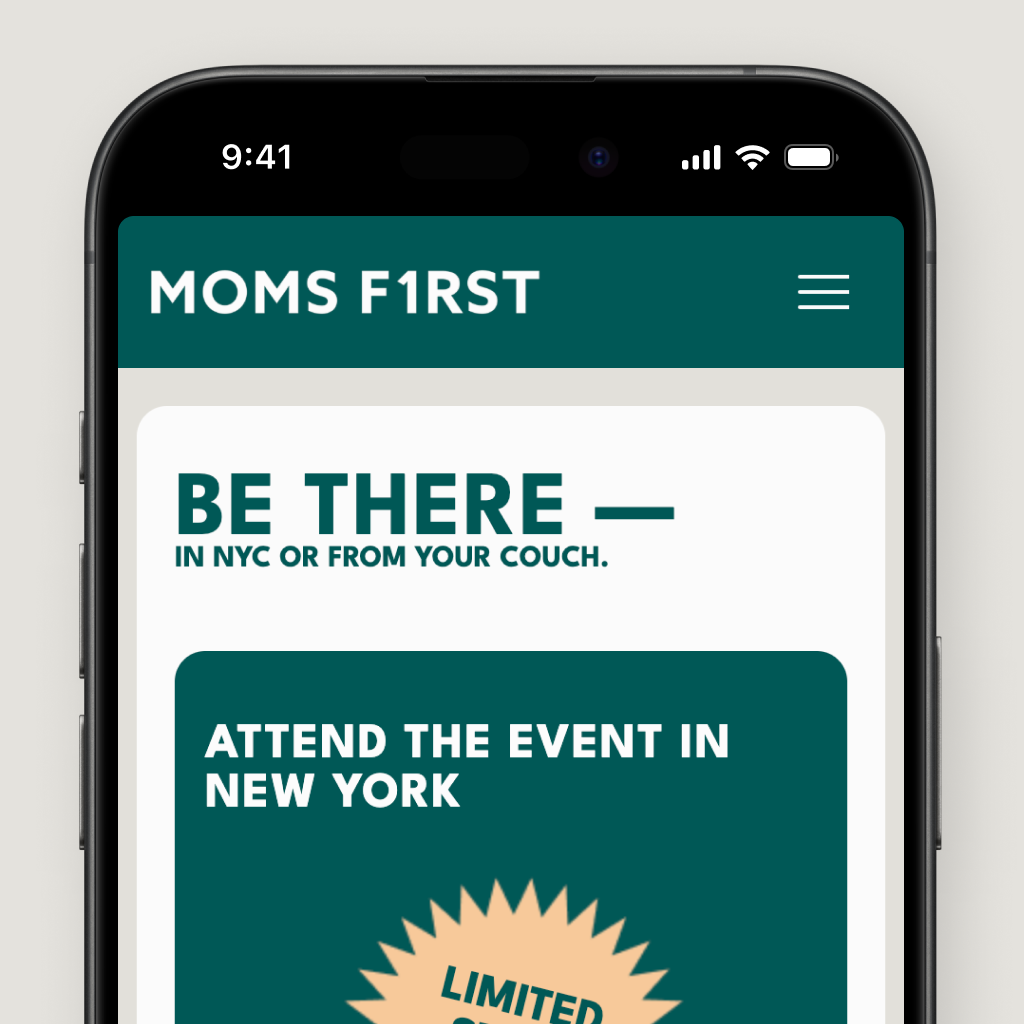 9:41
MOMS F1RST
BE THERE —
IN NYC OR FROM YOUR COUCH.
ATTEND THE EVENT IN
NEW YORK
LIMITED